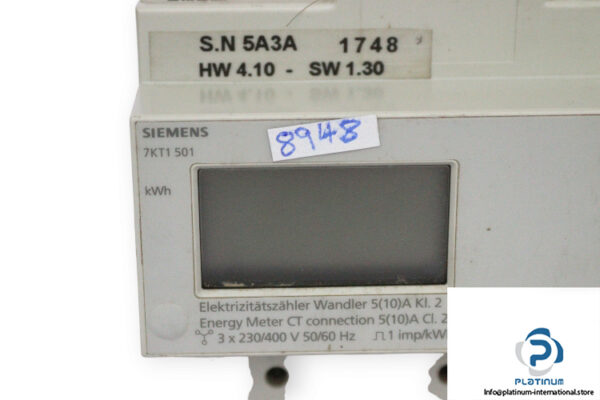 S.N 5A3A 1748
HW 4.10 - SW 1.30
SIEMENS
8948
7KT1 501
kWh
Elektrizitätszähler Wandler 5(10)A Kl. 2
Energy Meter CT connection 5(10)A Cl. 2
3 x 230/400 V 50/60 Hz 1 imp/kW
PLATINUM
Info@platinum-international.store